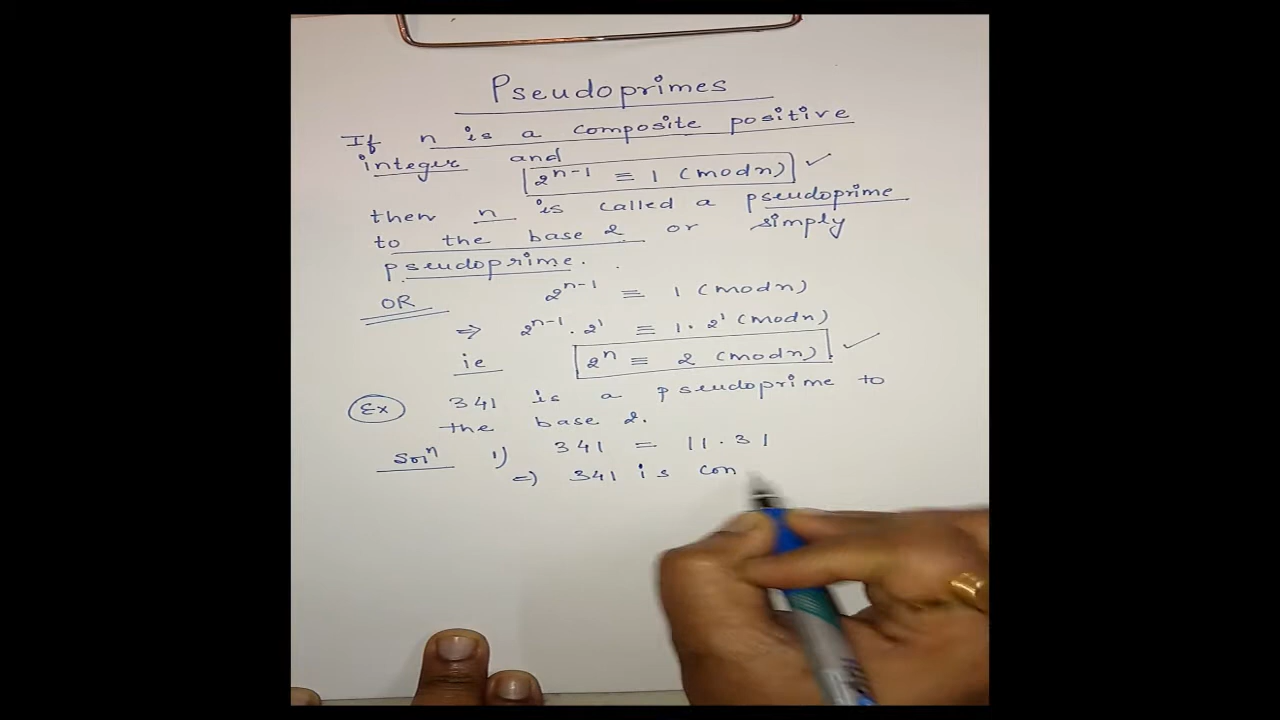 Pseudoprimes
If n is a composite positive
integer and
2^{n-1} ≡ 1 (mod n) ✓
then n is called a pseudoprime
to the base 2 or simply
pseudoprime.
OR 2^{n-1} ≡ 1 (mod n)
⇒ 2^{n-1} · 2^1 ≡ 1 · 2^1 (mod n)
ie 2^n ≡ 2 (mod n) ✓
Ex 341 is a pseudoprime to
the base 2.
Sol^n 1) 341 = 11 · 31
⇒ 341 is com